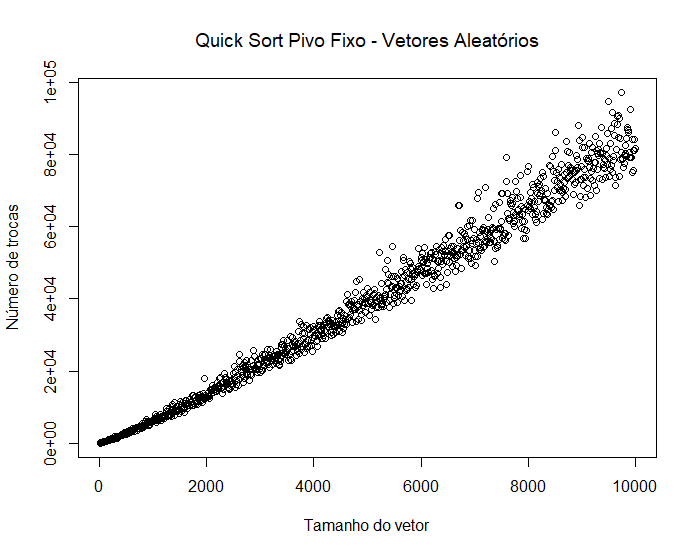 Quick Sort Pivo Fixo - Vetores Aleatórios
Número de trocas
1e+05
8e+04
6e+04
4e+04
2e+04
0e+00
0 2000 4000 6000 8000 10000
Tamanho do vetor